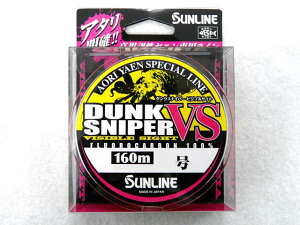 SUNLINE
アタリ
明確!!
AORI YAEN SPECIAL LINE
DUNK
SNIPER VS
VISIBLE SIGHT
FLUOROCARBON 100%
160m 号
SUNLINE
MADE IN JAPAN